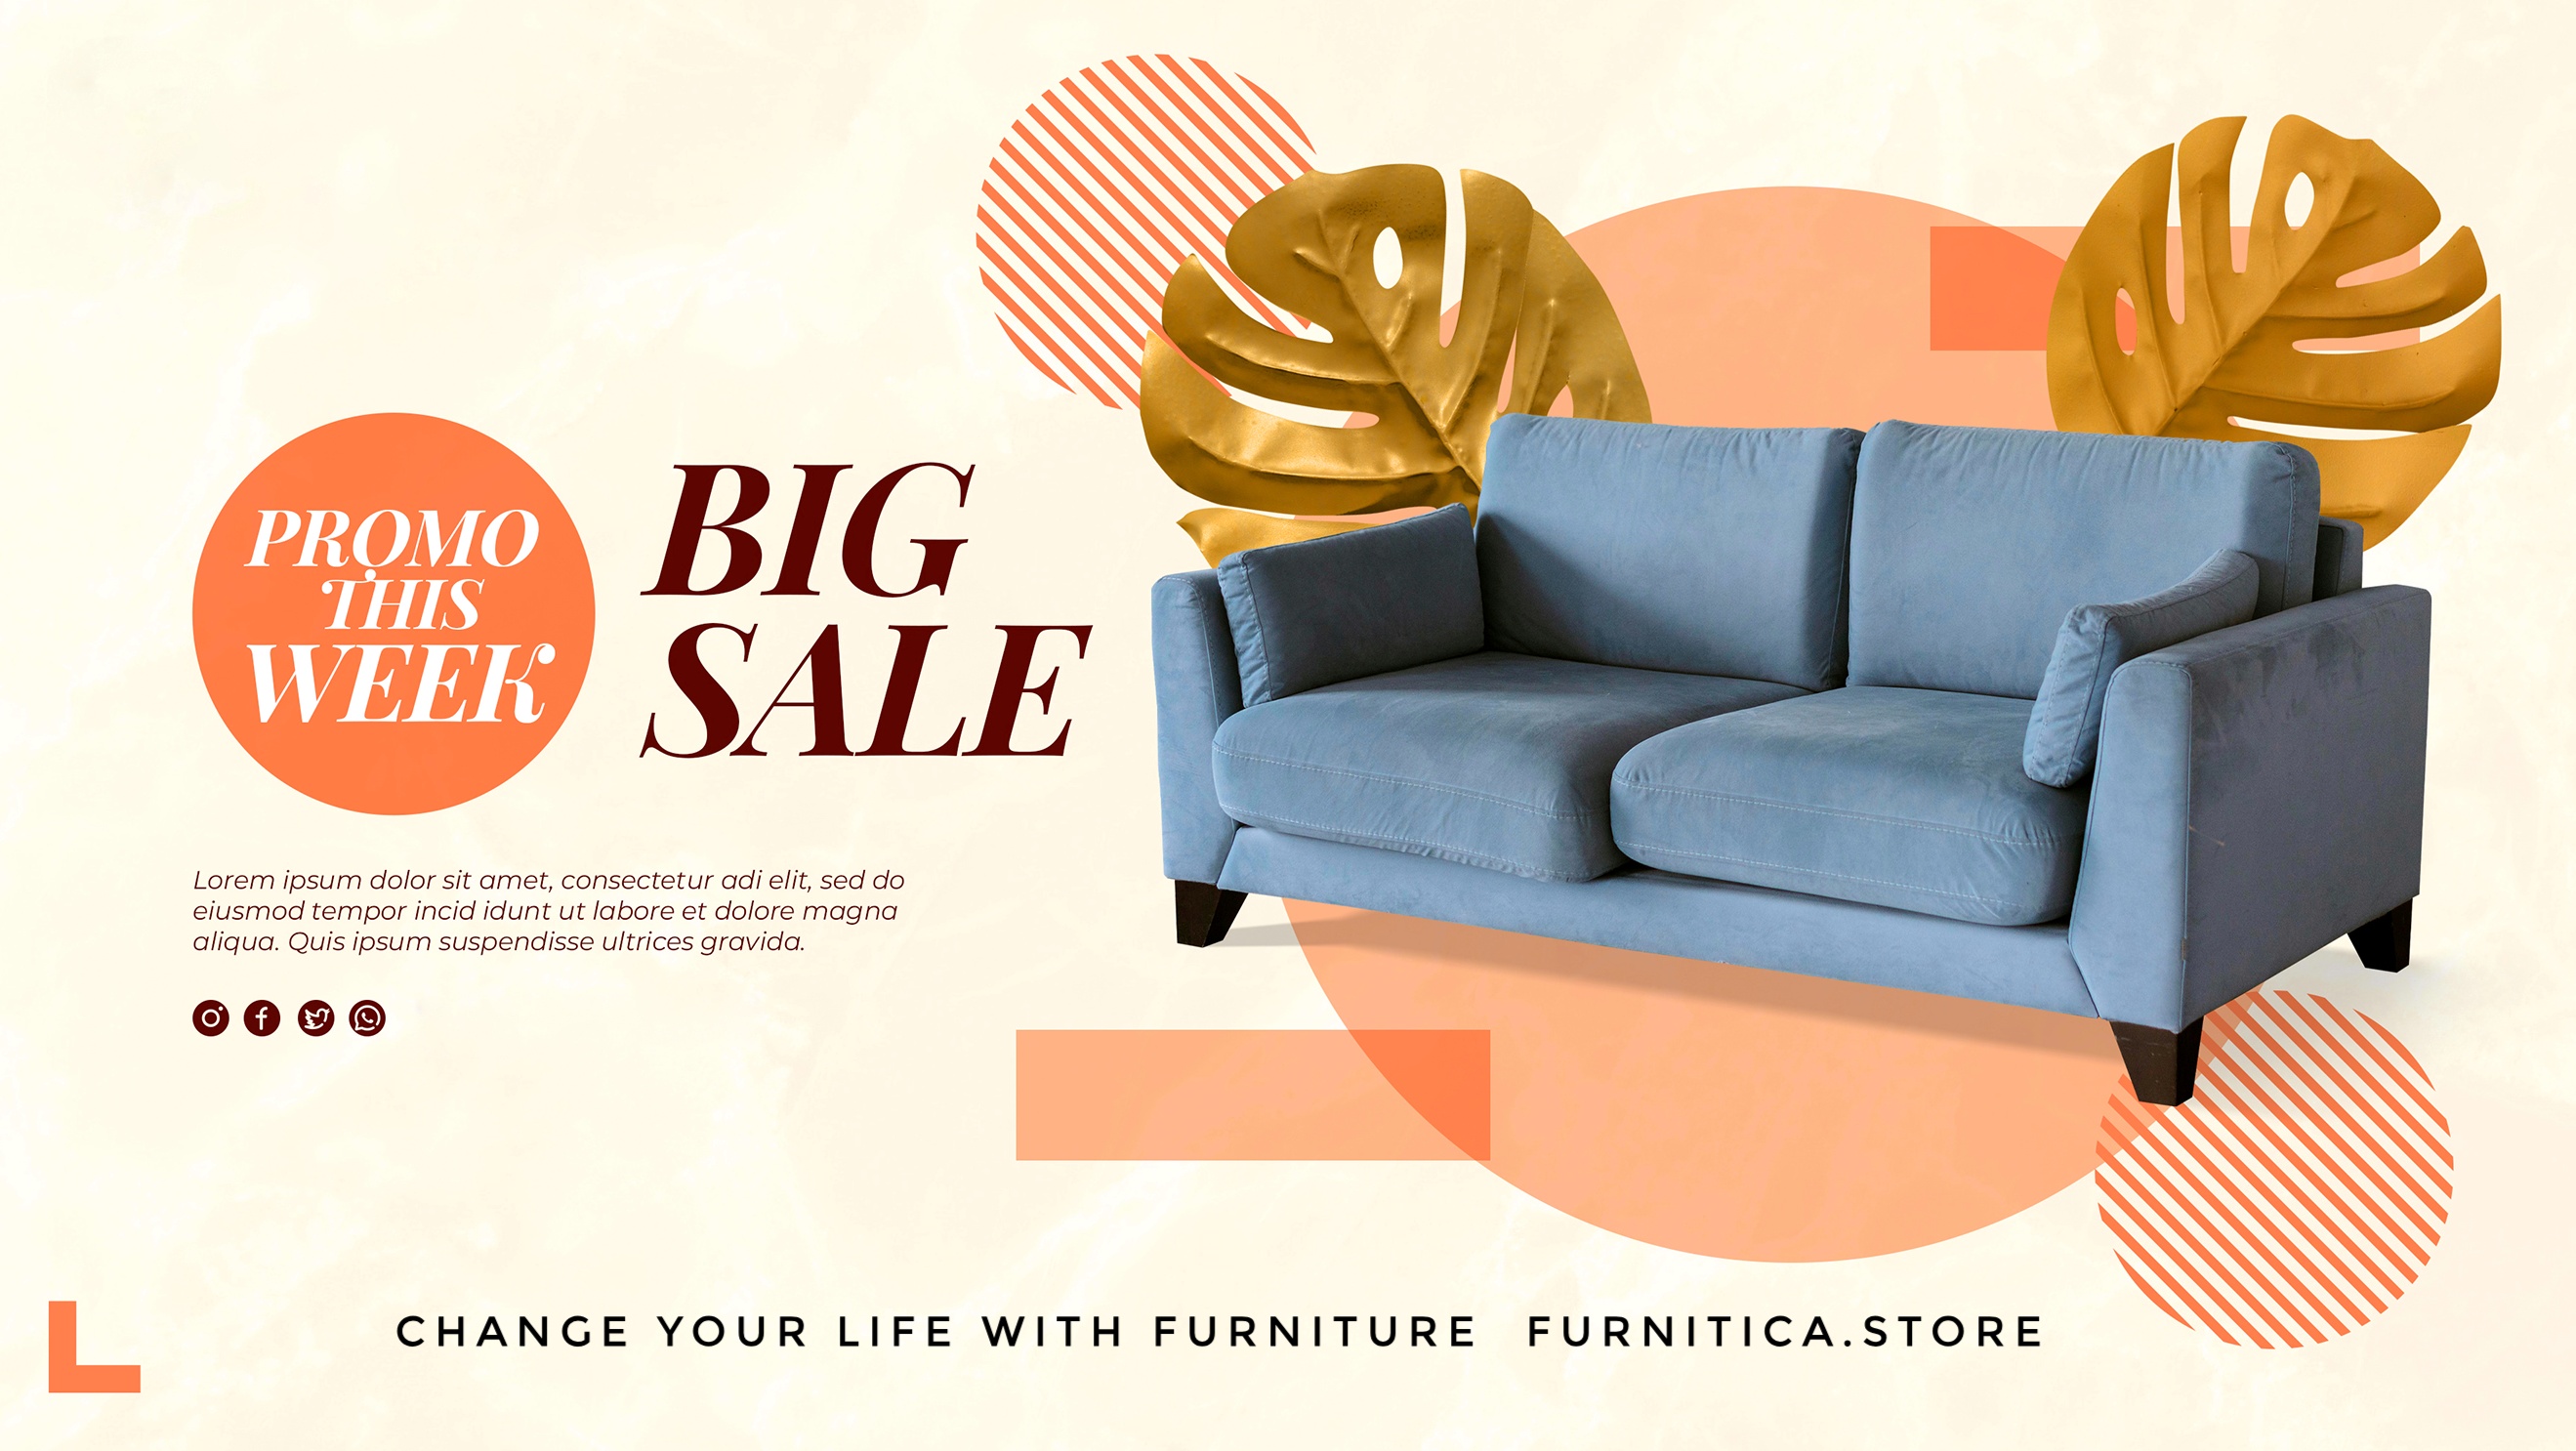 PROMO
THIS
WEEK
BIG
SALE
Lorem ipsum dolor sit amet, consectetur adi elit, sed do
eiusmod tempor incid idunt ut labore et dolore magna
aliqua. Quis ipsum suspendisse ultrices gravida.
CHANGE YOUR LIFE WITH FURNITURE FURNITICA.STORE